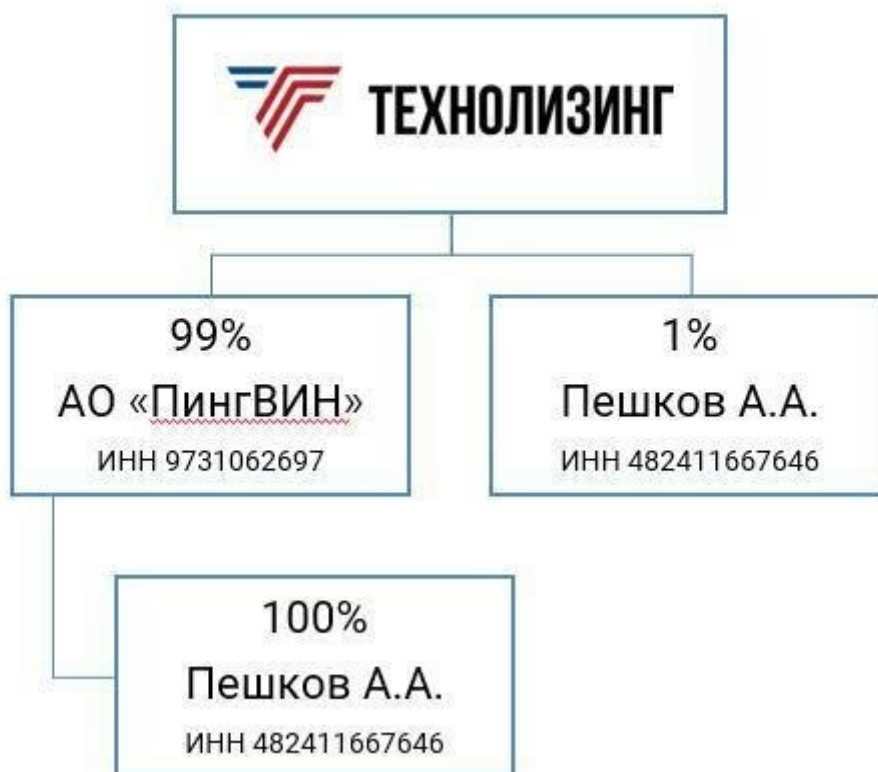 ТЕХНОЛИЗИНГ
99%
АО «ПингВИН»
ИНН 9731062697
1%
Пешков А.А.
ИНН 482411667646
100%
Пешков А.А.
ИНН 482411667646